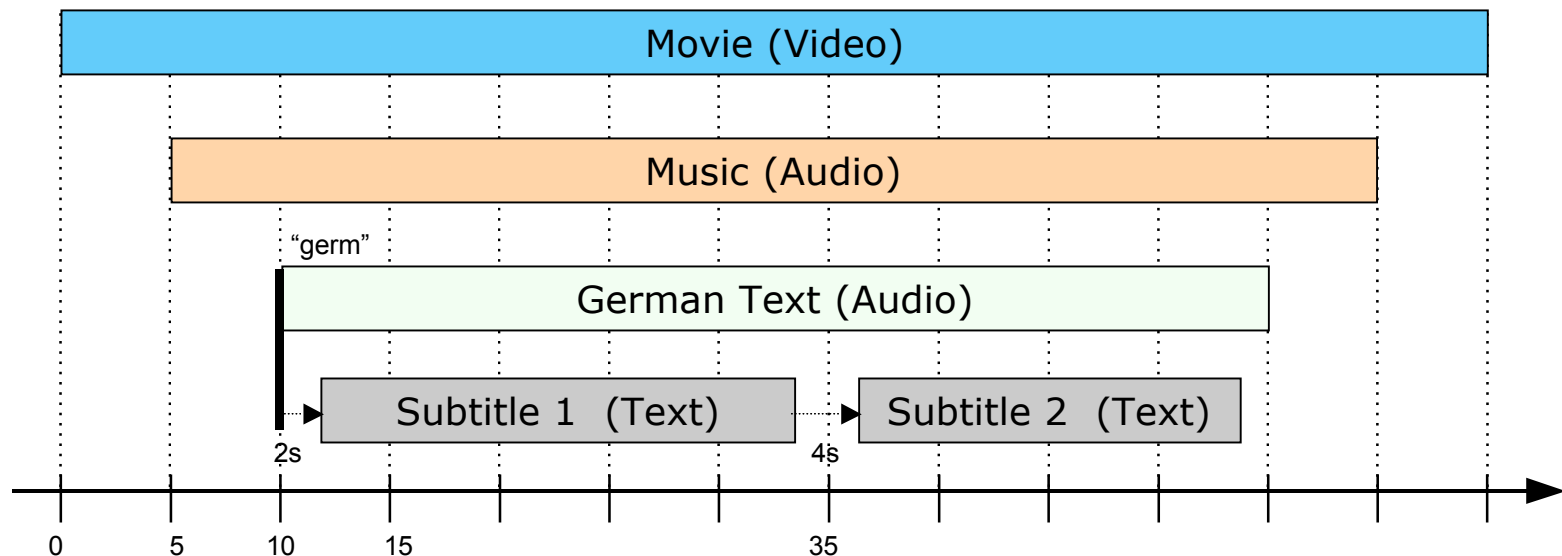 Movie (Video)
Music (Audio)
“germ”
German Text (Audio)
Subtitle 1 (Text)
Subtitle 2 (Text)
2s
4s
0 5 10 15 35